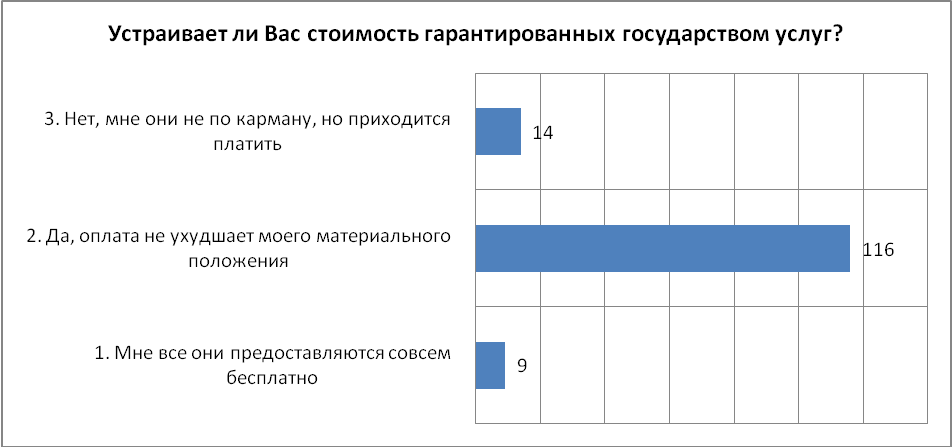 Устраивает ли Вас стоимость гарантированных государством услуг?
3. Нет, мне они не по карману, но приходится
платить
14
2. Да, оплата не ухудшает моего материального
положения
116
1. Мне все они предоставляются совсем
бесплатно
9